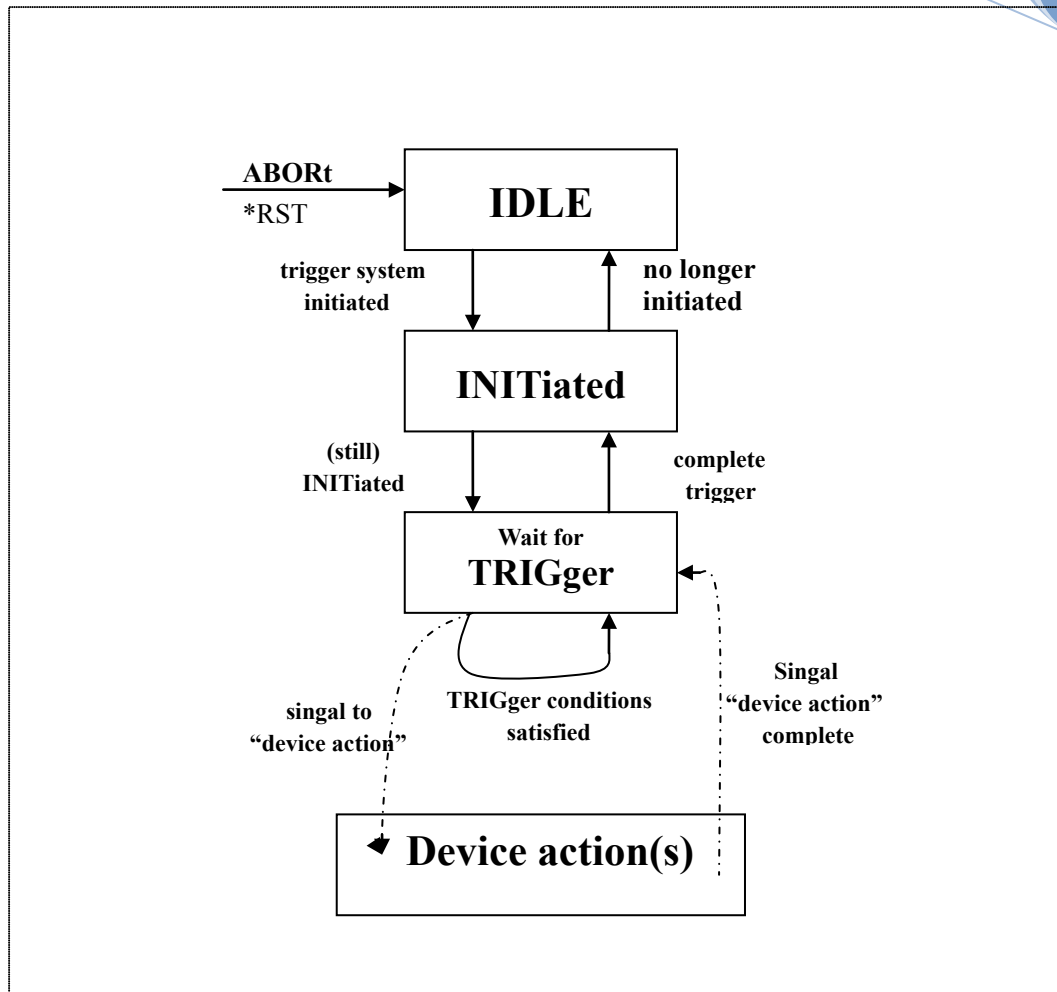 ABORt
*RST
IDLE
trigger system
initiated
no longer
initiated
INITiated
(still)
INITiated
complete
trigger
Wait for
TRIGger
TRIGger conditions
satisfied
singal to
“device action”
Singal
“device action”
complete
Device action(s)